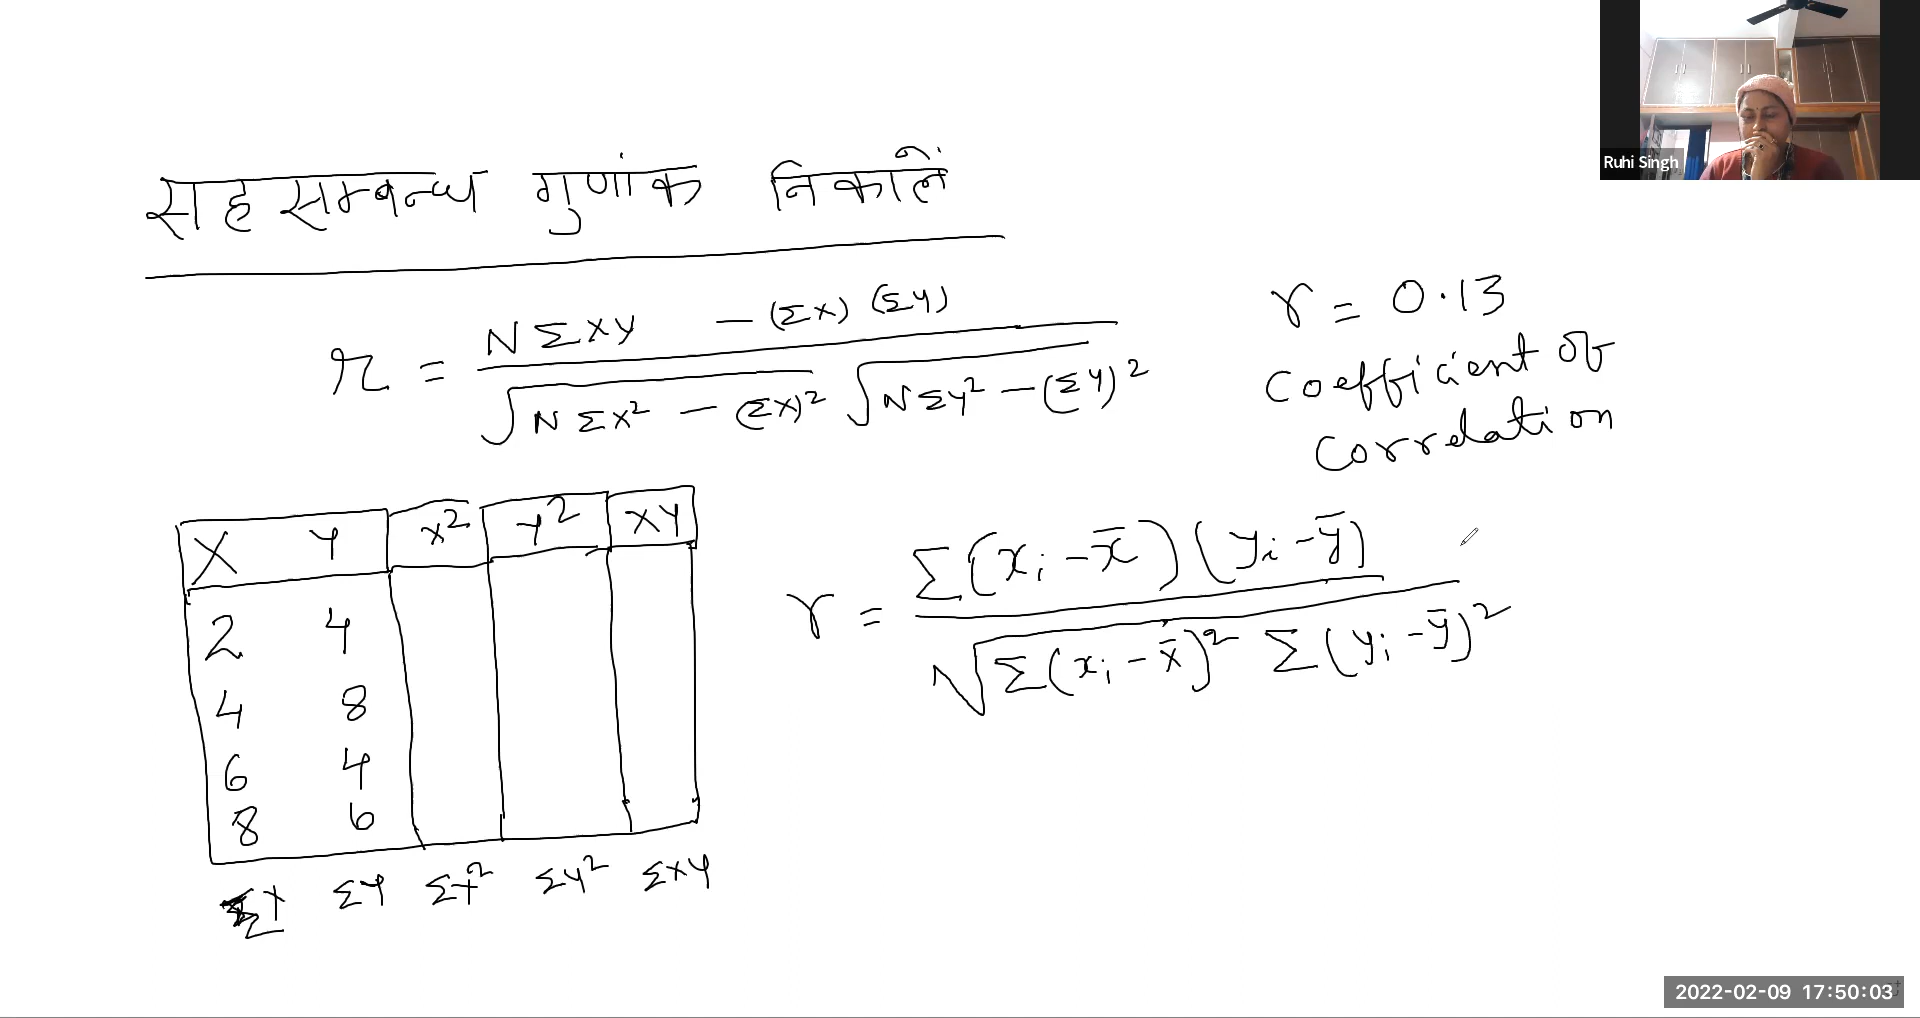 Ruhi Singh
सहसम्बन्ध गुणांक निकालें
r = N ΣXY - (ΣX) (ΣY) / √NΣX² - (ΣX)² √NΣY² - (ΣY)²
r = 0.13
Coefficient of
Correlation
X Y X² Y² XY
2 4
4 8
6 4
8 6
ΣX ΣY ΣX² ΣY² ΣXY
r = Σ(xi - x̄)(yi - ȳ) / √Σ(xi - x̄)² Σ(yi - ȳ)²
2022-02-09 17:50:03